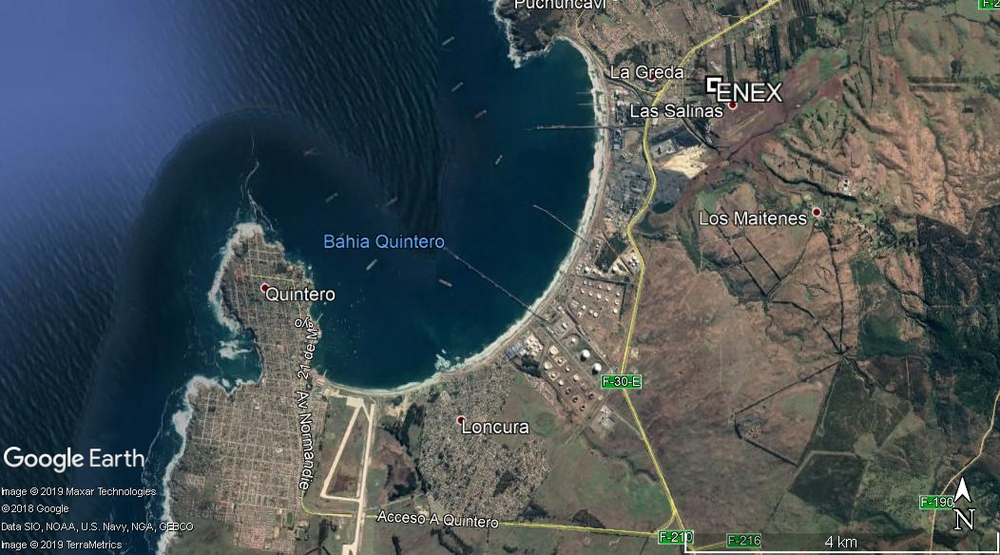 Puchuncaví
La Greda
ENEX
Las Salinas
Los Maitenes
Bahia Quintero
Quintero
Av 21 de Mayo
F-30-E
Loncura
Av Normandie
Google Earth
Image © 2019 Maxar Technologies
© 2018 Google
Data SIO, NOAA, U.S. Navy, NGA, GEBCO
Image © 2019 TerraMetrics
Acceso A Quintero
F-210
F-216
F-190
N
4 km